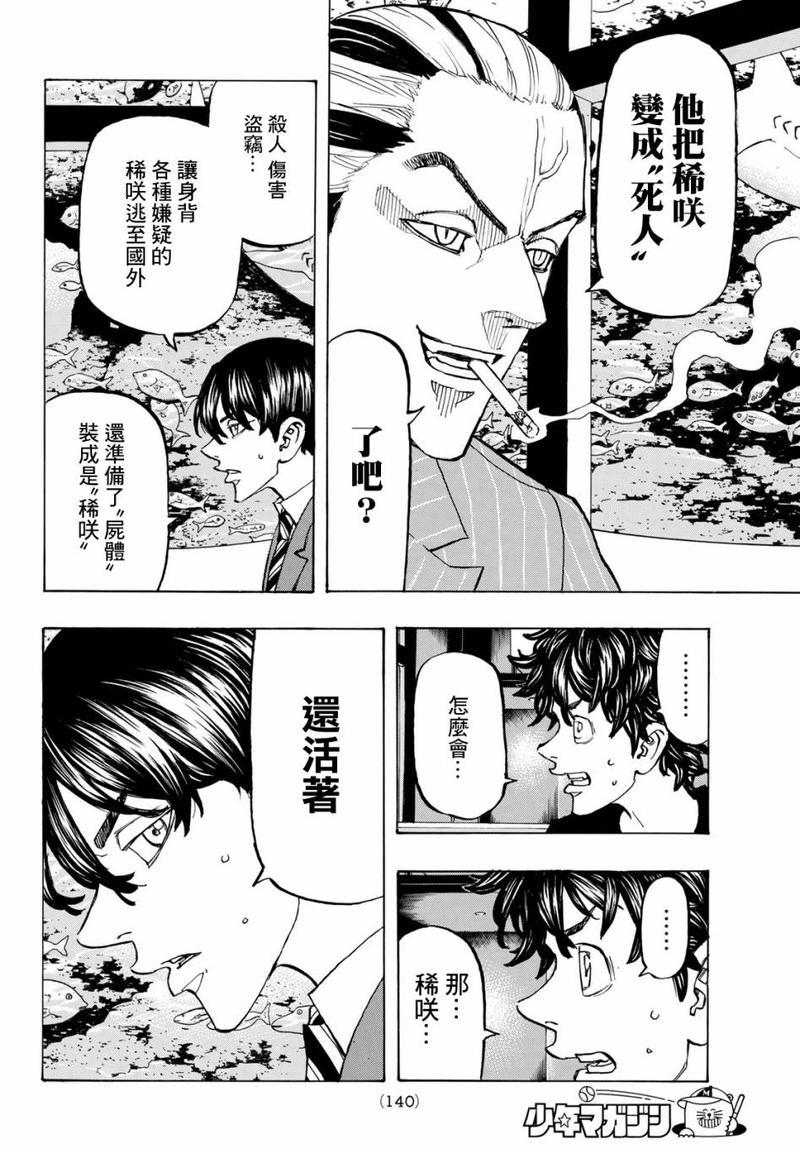 他把稀咲
變成〝死人〞
了吧？
殺人 傷害
盜竊…
讓身背
各種嫌疑的
稀咲逃至國外
還準備了〝屍體〞
裝成是〝稀咲〞
………
怎麼會…
……
那…
稀咲…
還活著
(140)
少年マガジン